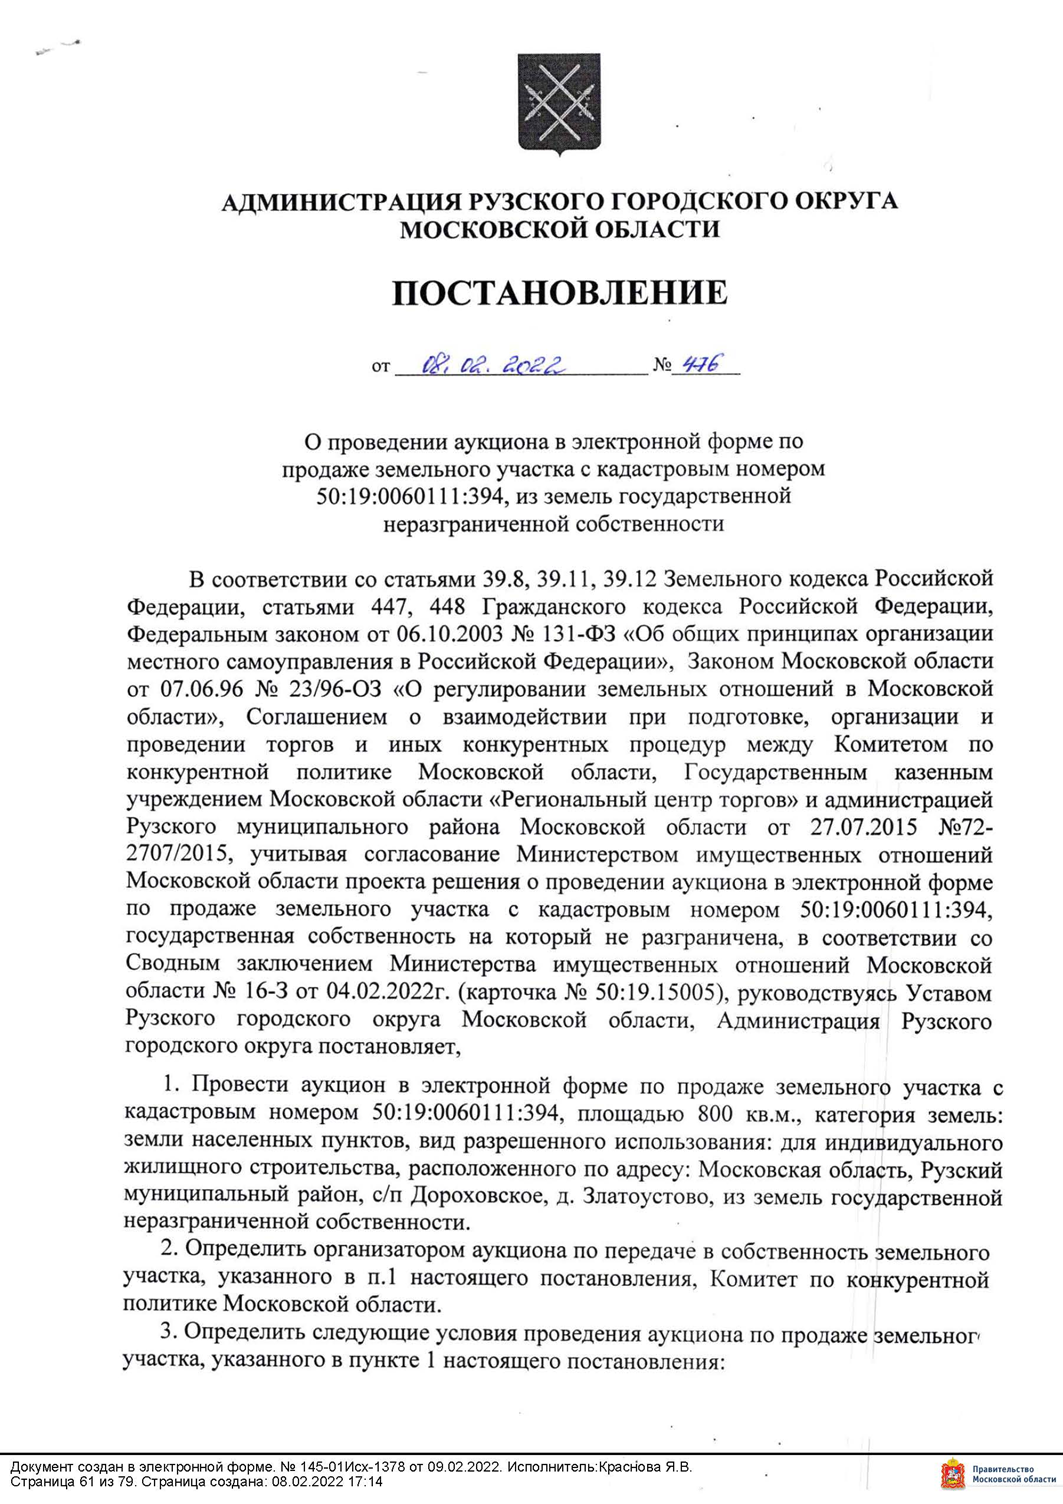 АДМИНИСТРАЦИЯ РУЗСКОГО ГОРОДСКОГО ОКРУГА
МОСКОВСКОЙ ОБЛАСТИ
ПОСТАНОВЛЕНИЕ
от 08.02.2022 № 476
О проведении аукциона в электронной форме по
продаже земельного участка с кадастровым номером
50:19:0060111:394, из земель государственной
неразграниченной собственности
В соответствии со статьями 39.8, 39.11, 39.12 Земельного кодекса Российской
Федерации, статьями 447, 448 Гражданского кодекса Российской Федерации,
Федеральным законом от 06.10.2003 № 131-ФЗ «Об общих принципах организации
местного самоуправления в Российской Федерации», Законом Московской области
от 07.06.96 № 23/96-ОЗ «О регулировании земельных отношений в Московской
области», Соглашением о взаимодействии при подготовке, организации и
проведении торгов и иных конкурентных процедур между Комитетом по
конкурентной политике Московской области, Государственным казенным
учреждением Московской области «Региональный центр торгов» и администрацией
Рузского муниципального района Московской области от 27.07.2015 №72-
2707/2015, учитывая согласование Министерством имущественных отношений
Московской области проекта решения о проведении аукциона в электронной форме
по продаже земельного участка с кадастровым номером 50:19:0060111:394,
государственная собственность на который не разграничена, в соответствии со
Сводным заключением Министерства имущественных отношений Московской
области № 16-З от 04.02.2022г. (карточка № 50:19.15005), руководствуясь Уставом
Рузского городского округа Московской области, Администрация Рузского
городского округа постановляет,
1. Провести аукцион в электронной форме по продаже земельного участка с
кадастровым номером 50:19:0060111:394, площадью 800 кв.м., категория земель:
земли населенных пунктов, вид разрешенного использования: для индивидуального
жилищного строительства, расположенного по адресу: Московская область, Рузский
муниципальный район, с/п Дороховское, д. Златоустово, из земель государственной
неразграниченной собственности.
2. Определить организатором аукциона по передаче в собственность земельного
участка, указанного в п.1 настоящего постановления, Комитет по конкурентной
политике Московской области.
3. Определить следующие условия проведения аукциона по продаже земельног
участка, указанного в пункте 1 настоящего постановления:
Документ создан в электронной форме. № 145-01Исх-1378 от 09.02.2022. Исполнитель:Краснова Я.В.
Страница 61 из 79. Страница создана: 08.02.2022 17:14
Правительство
Московской области